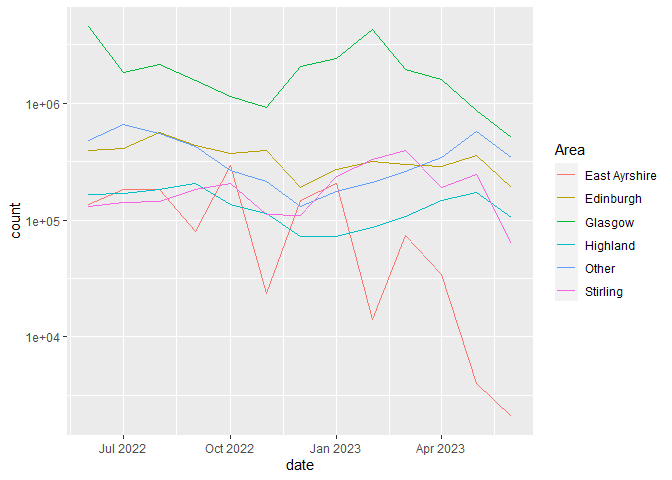 1e+06
1e+05
1e+04
count
Jul 2022 Oct 2022 Jan 2023 Apr 2023
date
Area
East Ayrshire
Edinburgh
Glasgow
Highland
Other
Stirling